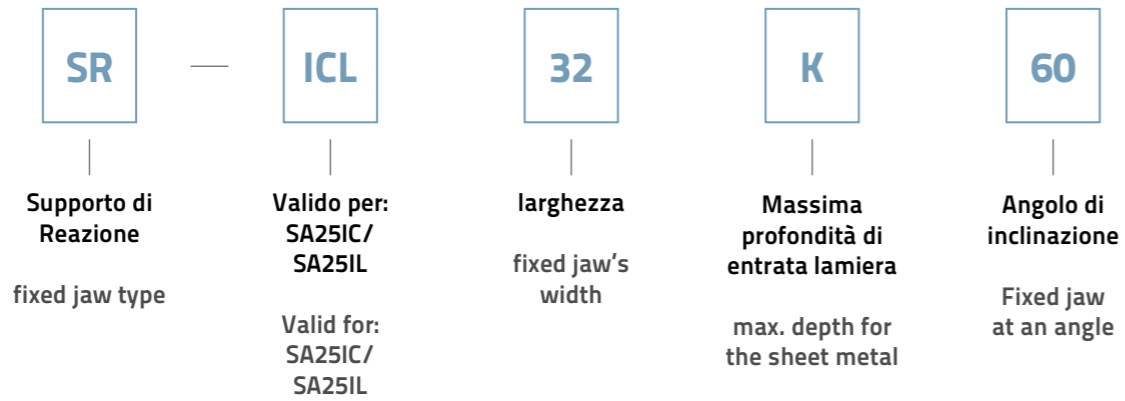 SR — ICL 32 K 60
Supporto di
Reazione
fixed jaw type
Valido per:
SA25IC/
SA25IL
Valid for:
SA25IC/
SA25IL
larghezza
fixed jaw's
width
Massima
profondità di
entrata lamiera
max. depth for
the sheet metal
Angolo di
inclinazione
Fixed jaw
at an angle